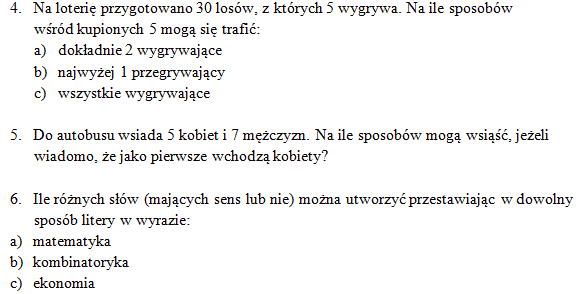 4. Na loterię przygotowano 30 losów, z których 5 wygrywa. Na ile sposobów
wśród kupionych 5 mogą się trafić:
a) dokładnie 2 wygrywające
b) najwyżej 1 przegrywający
c) wszystkie wygrywające
5. Do autobusu wsiada 5 kobiet i 7 mężczyzn. Na ile sposobów mogą wsiąść, jeżeli
wiadomo, że jako pierwsze wchodzą kobiety?
6. Ile różnych słów (mających sens lub nie) można utworzyć przestawiając w dowolny
sposób litery w wyrazie:
a) matematyka
b) kombinatoryka
c) ekonomia